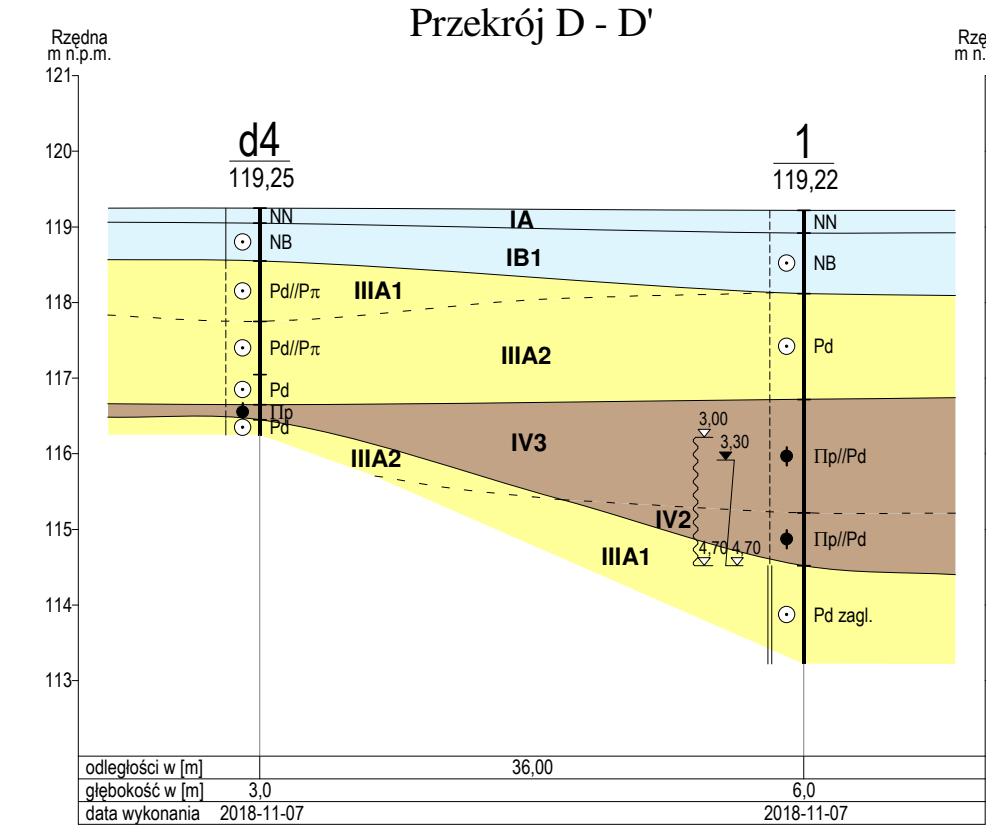 Przekrój D - D'
Rzędna
m n.p.m.
Rzę
m n.
121
120
119
118
117
116
115
114
113
d4
119,25
1
119,22
NN
NB
Pd//Pπ
Pd//Pπ
Pd
Πp
Pd
IA
IB1
IIIA1
IIIA2
IV3
IIIA2
IV2
IIIA1
3,00
3,30
4,70 4,70
NN
NB
Pd
Πp//Pd
Πp//Pd
Pd zagl.
odległości w [m] 36,00
głębokość w [m] 3,0 6,0
data wykonania 2018-11-07 2018-11-07